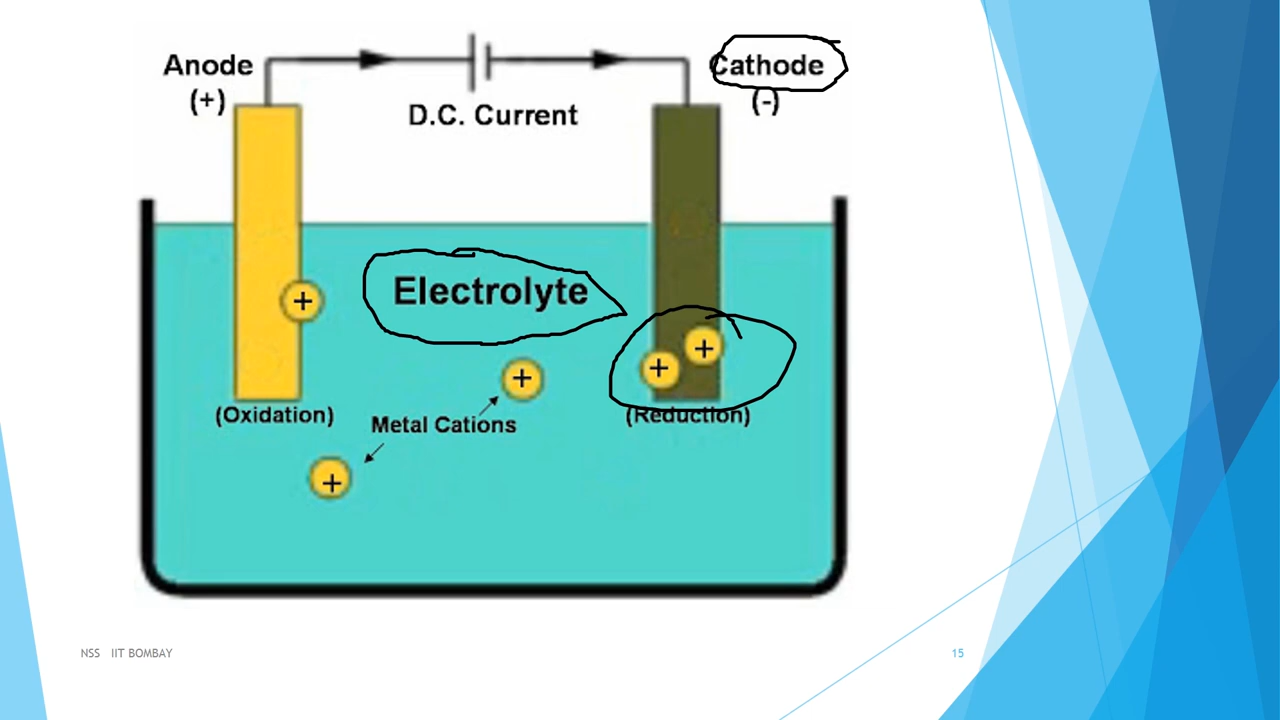 Anode
(+)
D.C. Current
Cathode
(-)
Electrolyte
+
+
+
+
+
(Oxidation)
Metal Cations
(Reduction)
NSS IIT BOMBAY
15